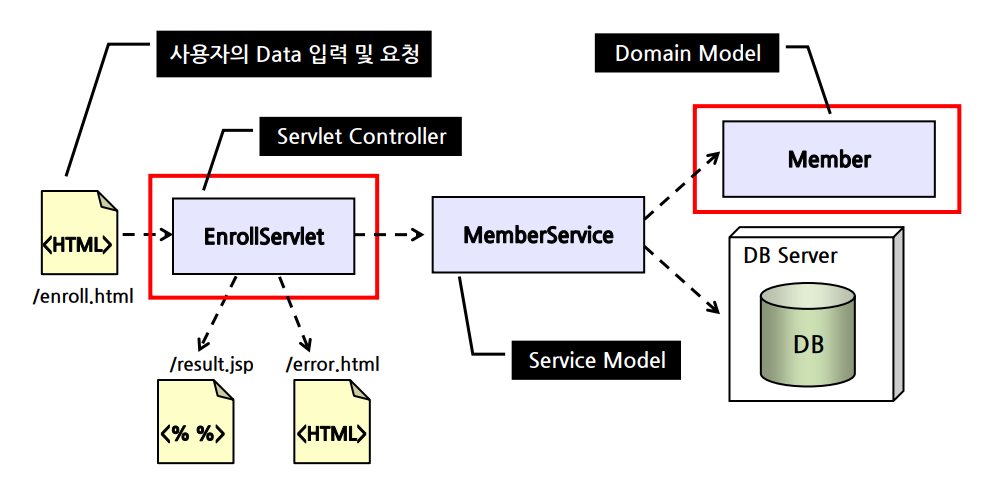 사용자의 Data 입력 및 요청
Domain Model
Servlet Controller
Member
<HTML>
EnrollServlet
MemberService
/enroll.html
DB Server
DB
/result.jsp
/error.html
Service Model
<% %>
<HTML>